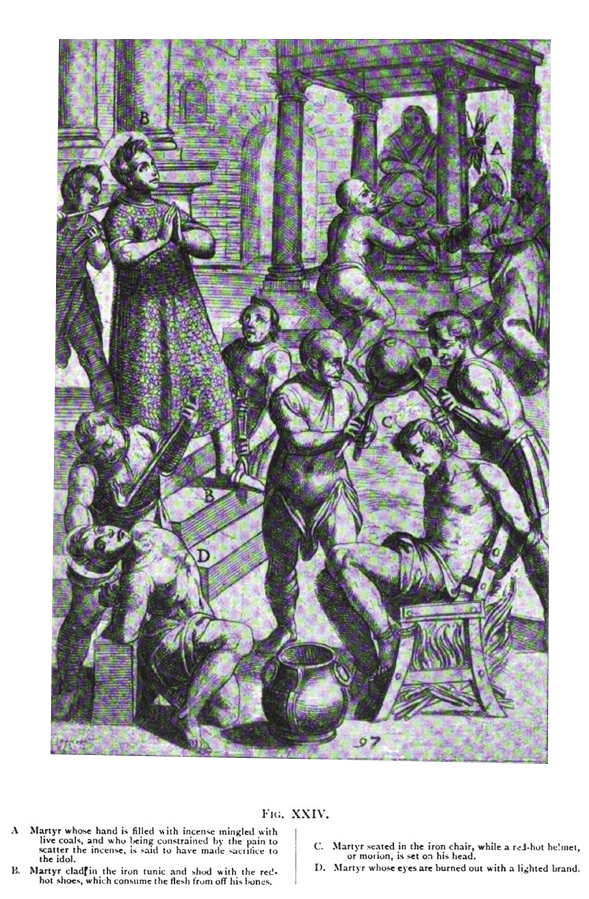 B
A
C
B
D
97
FIG. XXIV.
A Martyr whose hand is filled with incense mingled with
live coals, and who being constrained by the pain to
scatter the incense, is said to have made sacrifice to
the idol.
B. Martyr clad in the iron tunic and shod with the red-
hot shoes, which consume the flesh from off his bones.
C. Martyr seated in the iron chair, while a red-hot helmet,
or morion, is set on his head.
D. Martyr whose eyes are burned out with a lighted brand.